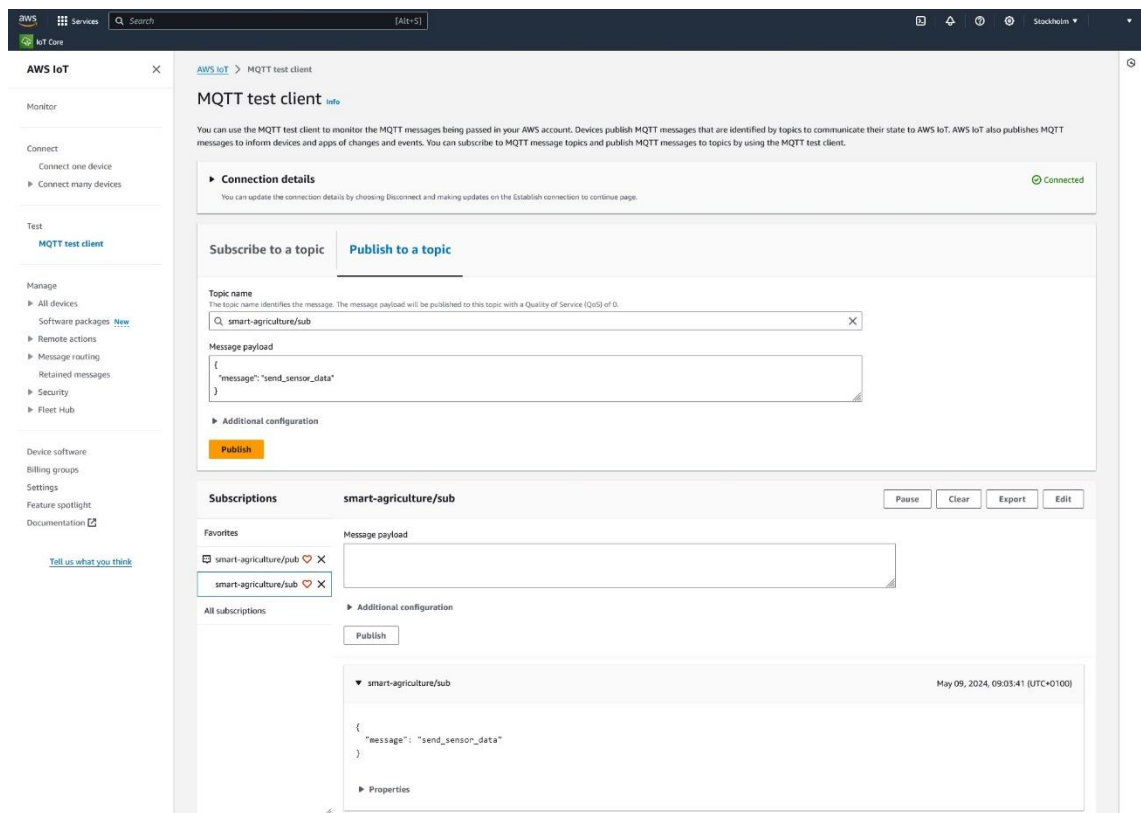 aws
Services
Search
[Alt+S]
Stockholm
IoT Core
AWS IoT
Monitor
Connect
Connect one device
Connect many devices
Test
MQTT test client
Manage
All devices
Software packages New
Remote actions
Message routing
Retained messages
Security
Fleet Hub
Device software
Billing groups
Settings
Feature spotlight
Documentation
Tell us what you think
AWS IoT > MQTT test client
MQTT test client Info
You can use the MQTT test client to monitor the MQTT messages being passed in your AWS account. Devices publish MQTT messages that are identified by topics to communicate their state to AWS IoT. AWS IoT also publishes MQTT
messages to inform devices and apps of changes and events. You can subscribe to MQTT message topics and publish MQTT messages to topics by using the MQTT test client.
Connection details
Connected
You can update the connection details by choosing Disconnect and making updates on the Establish connection to continue page.
Subscribe to a topic
Publish to a topic
Topic name
The topic name identifies the message. The message payload will be published to this topic with a Quality of Service (QoS) of 0.
smart-agriculture/sub
Message payload
{
"message": "send_sensor_data"
}
Additional configuration
Publish
Subscriptions
smart-agriculture/sub
Pause
Clear
Export
Edit
Favorites
smart-agriculture/pub
smart-agriculture/sub
All subscriptions
Message payload
Additional configuration
Publish
smart-agriculture/sub
May 09, 2024, 09:03:41 (UTC+0100)
{
"message": "send_sensor_data"
}
Properties